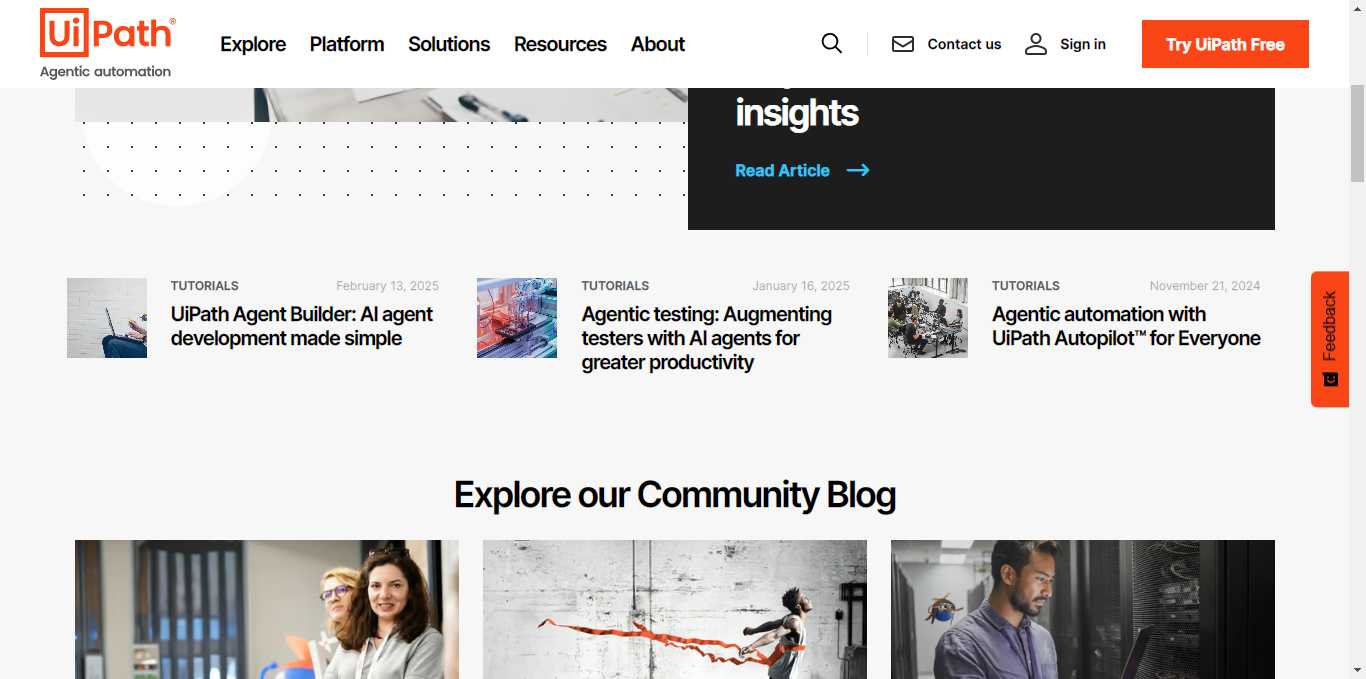 UiPath®
Agentic automation
Explore
Platform
Solutions
Resources
About
Contact us
Sign in
Try UiPath Free
insights
Read Article
TUTORIALS
February 13, 2025
UiPath Agent Builder: AI agent
development made simple
TUTORIALS
January 16, 2025
Agentic testing: Augmenting
testers with AI agents for
greater productivity
TUTORIALS
November 21, 2024
Agentic automation with
UiPath Autopilot™ for Everyone
Feedback
Explore our Community Blog